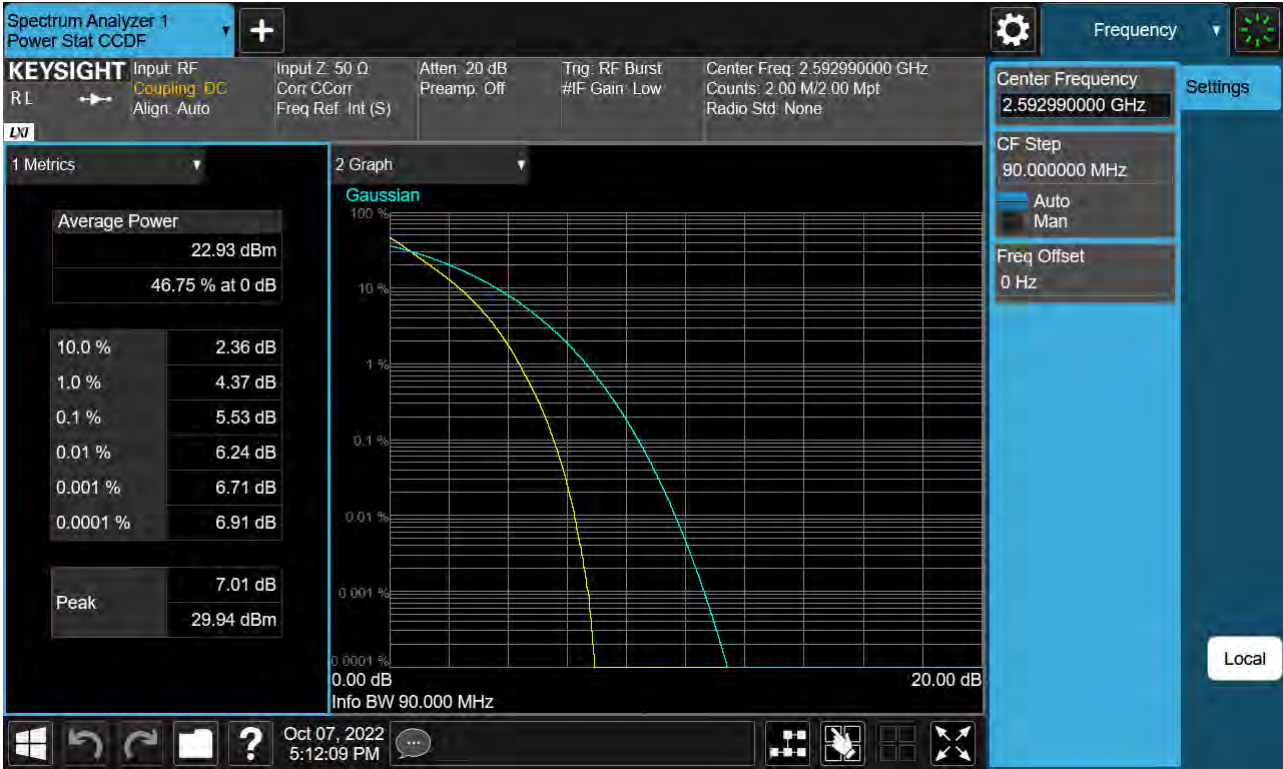 Spectrum Analyzer 1
Power Stat CCDF
+
Frequency
KEYSIGHT
R L
LXI
Input: RF
Coupling: DC
Align: Auto
Input Z: 50 Ω
Corr CCorr
Freq Ref: Int (S)
Atten: 20 dB
Preamp: Off
Trig: RF Burst
#IF Gain: Low
Center Freq: 2.592990000 GHz
Counts: 2.00 M/2.00 Mpt
Radio Std: None
Center Frequency
2.592990000 GHz
Settings
CF Step
90.000000 MHz
Auto
Man
Freq Offset
0 Hz
1 Metrics
Average Power
22.93 dBm
46.75 % at 0 dB
10.0 % 2.36 dB
1.0 % 4.37 dB
0.1 % 5.53 dB
0.01 % 6.24 dB
0.001 % 6.71 dB
0.0001 % 6.91 dB
Peak
7.01 dB
29.94 dBm
2 Graph
Gaussian
100 %
10 %
1 %
0.1 %
0.01 %
0.001 %
0.0001 %
0.00 dB 20.00 dB
Info BW 90.000 MHz
Local
?
Oct 07, 2022
5:12:09 PM